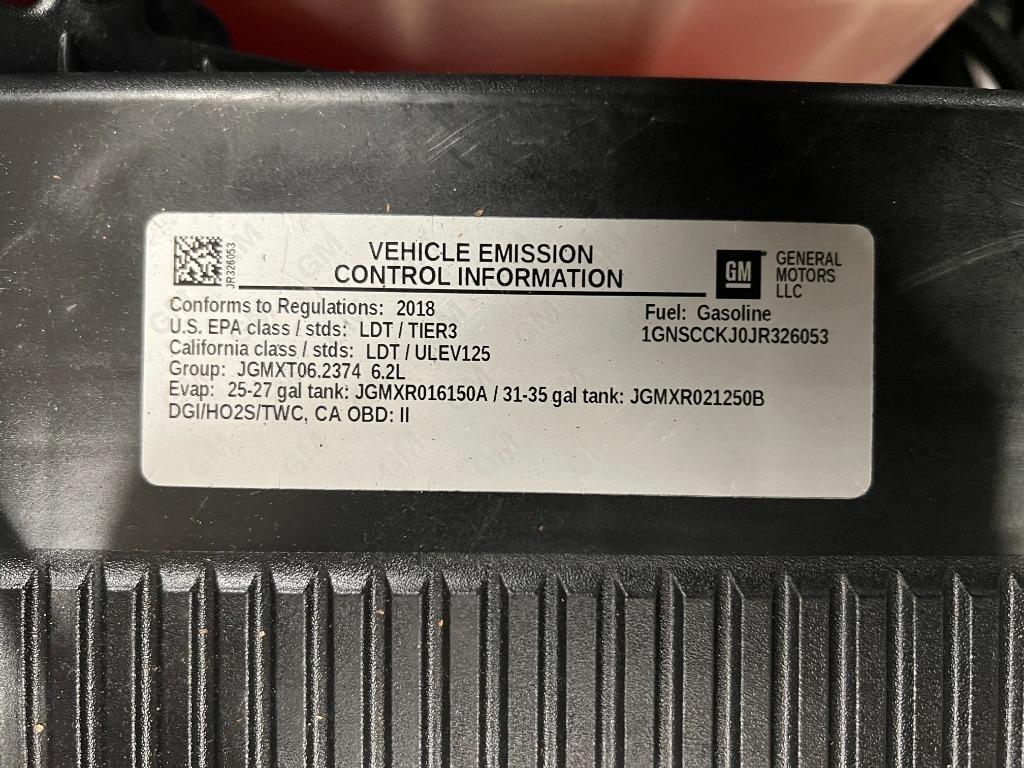 VEHICLE EMISSION
CONTROL INFORMATION
JR326053
GM
GENERAL
MOTORS
LLC
Conforms to Regulations: 2018
Fuel: Gasoline
U.S. EPA class / stds: LDT / TIER3
1GNSCCKJ0JR326053
California class / stds: LDT / ULEV125
Group: JGMXT06.2374 6.2L
Evap: 25-27 gal tank: JGMXR016150A / 31-35 gal tank: JGMXR021250B
DGI/HO2S/TWC, CA OBD: II